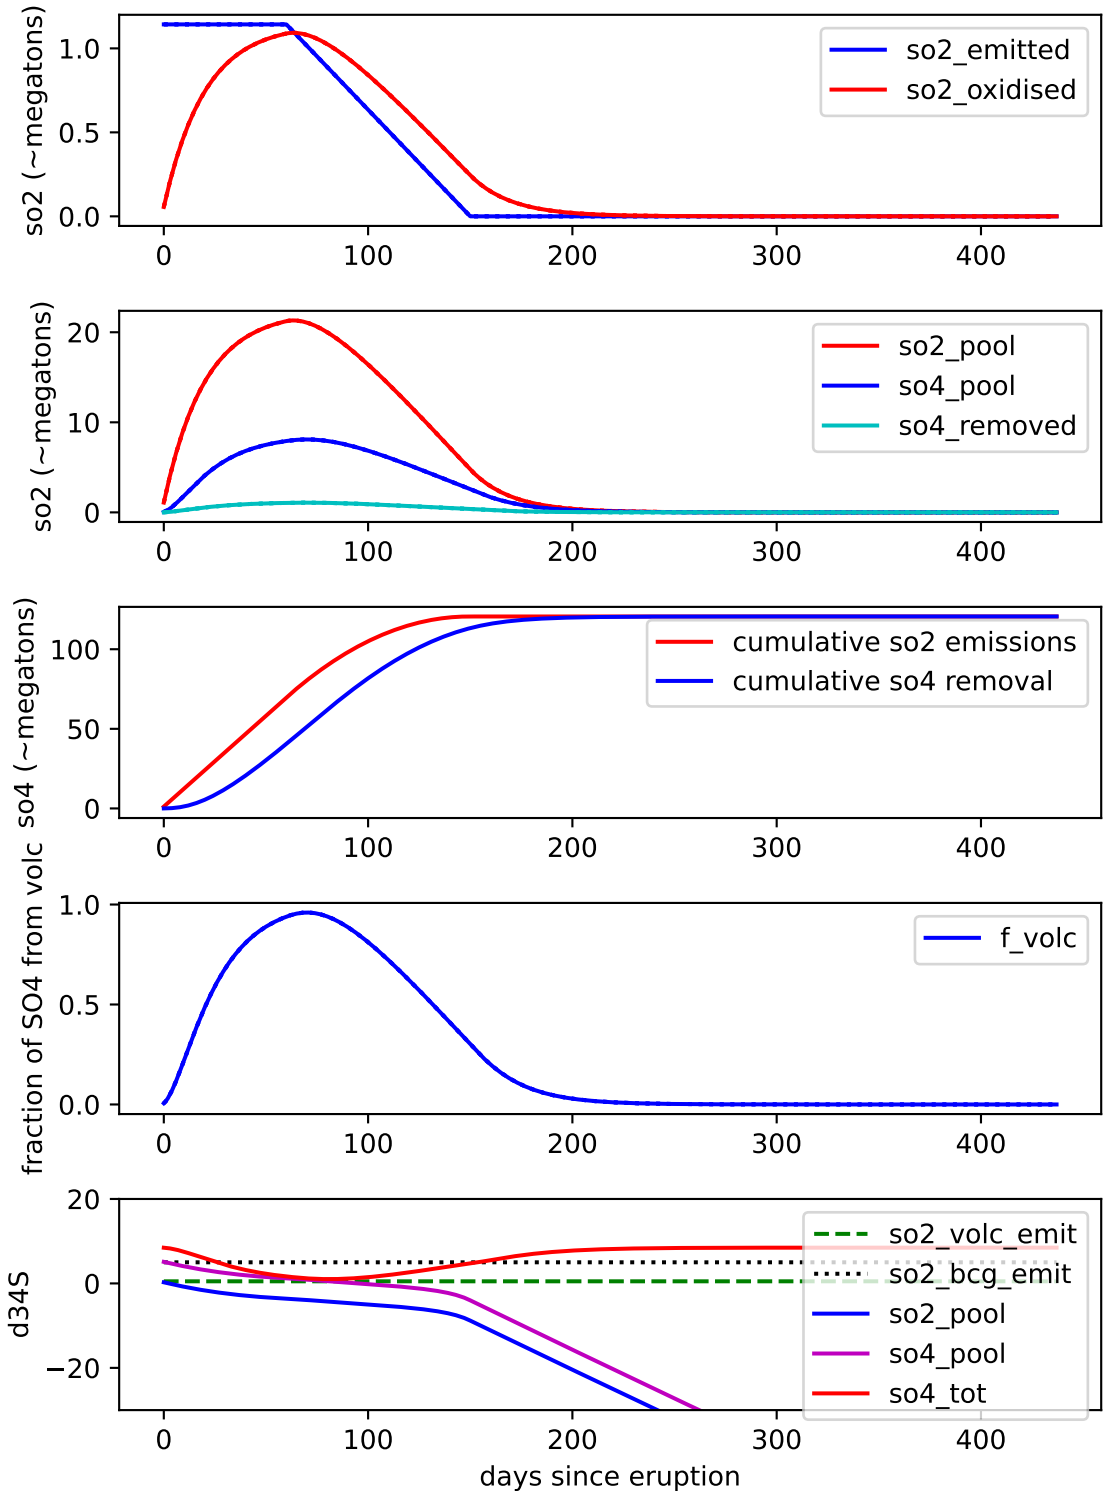 so2 (~megatons)
1.0
0.5
0.0
so2_emitted
so2_oxidised
0 100 200 300 400
so2 (~megatons)
20
10
0
so2_pool
so4_pool
so4_removed
0 100 200 300 400
so4 (~megatons)
100
50
0
cumulative so2 emissions
cumulative so4 removal
0 100 200 300 400
fraction of SO4 from volc
1.0
0.5
0.0
f_volc
0 100 200 300 400
d34S
20
0
−20
so2_volc_emit
so2_bcg_emit
so2_pool
so4_pool
so4_tot
0 100 200 300 400
days since eruption